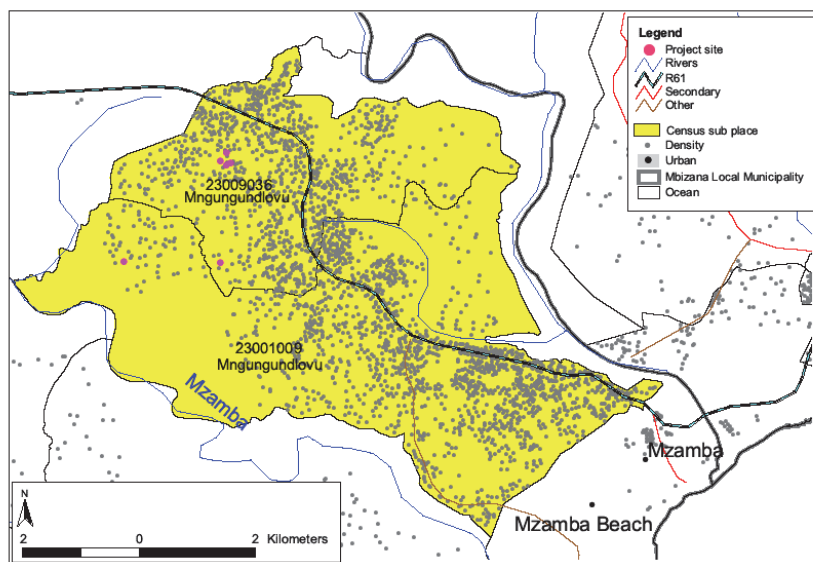 Legend
Project site
Rivers
R61
Secondary
Other
Census sub place
Density
Urban
Mbizana Local Municipality
Ocean
23009036
Mngungundlovu
23001009
Mngungundlovu
Mzamba
Mzamba
Mzamba Beach
N
2 0 2 Kilometers